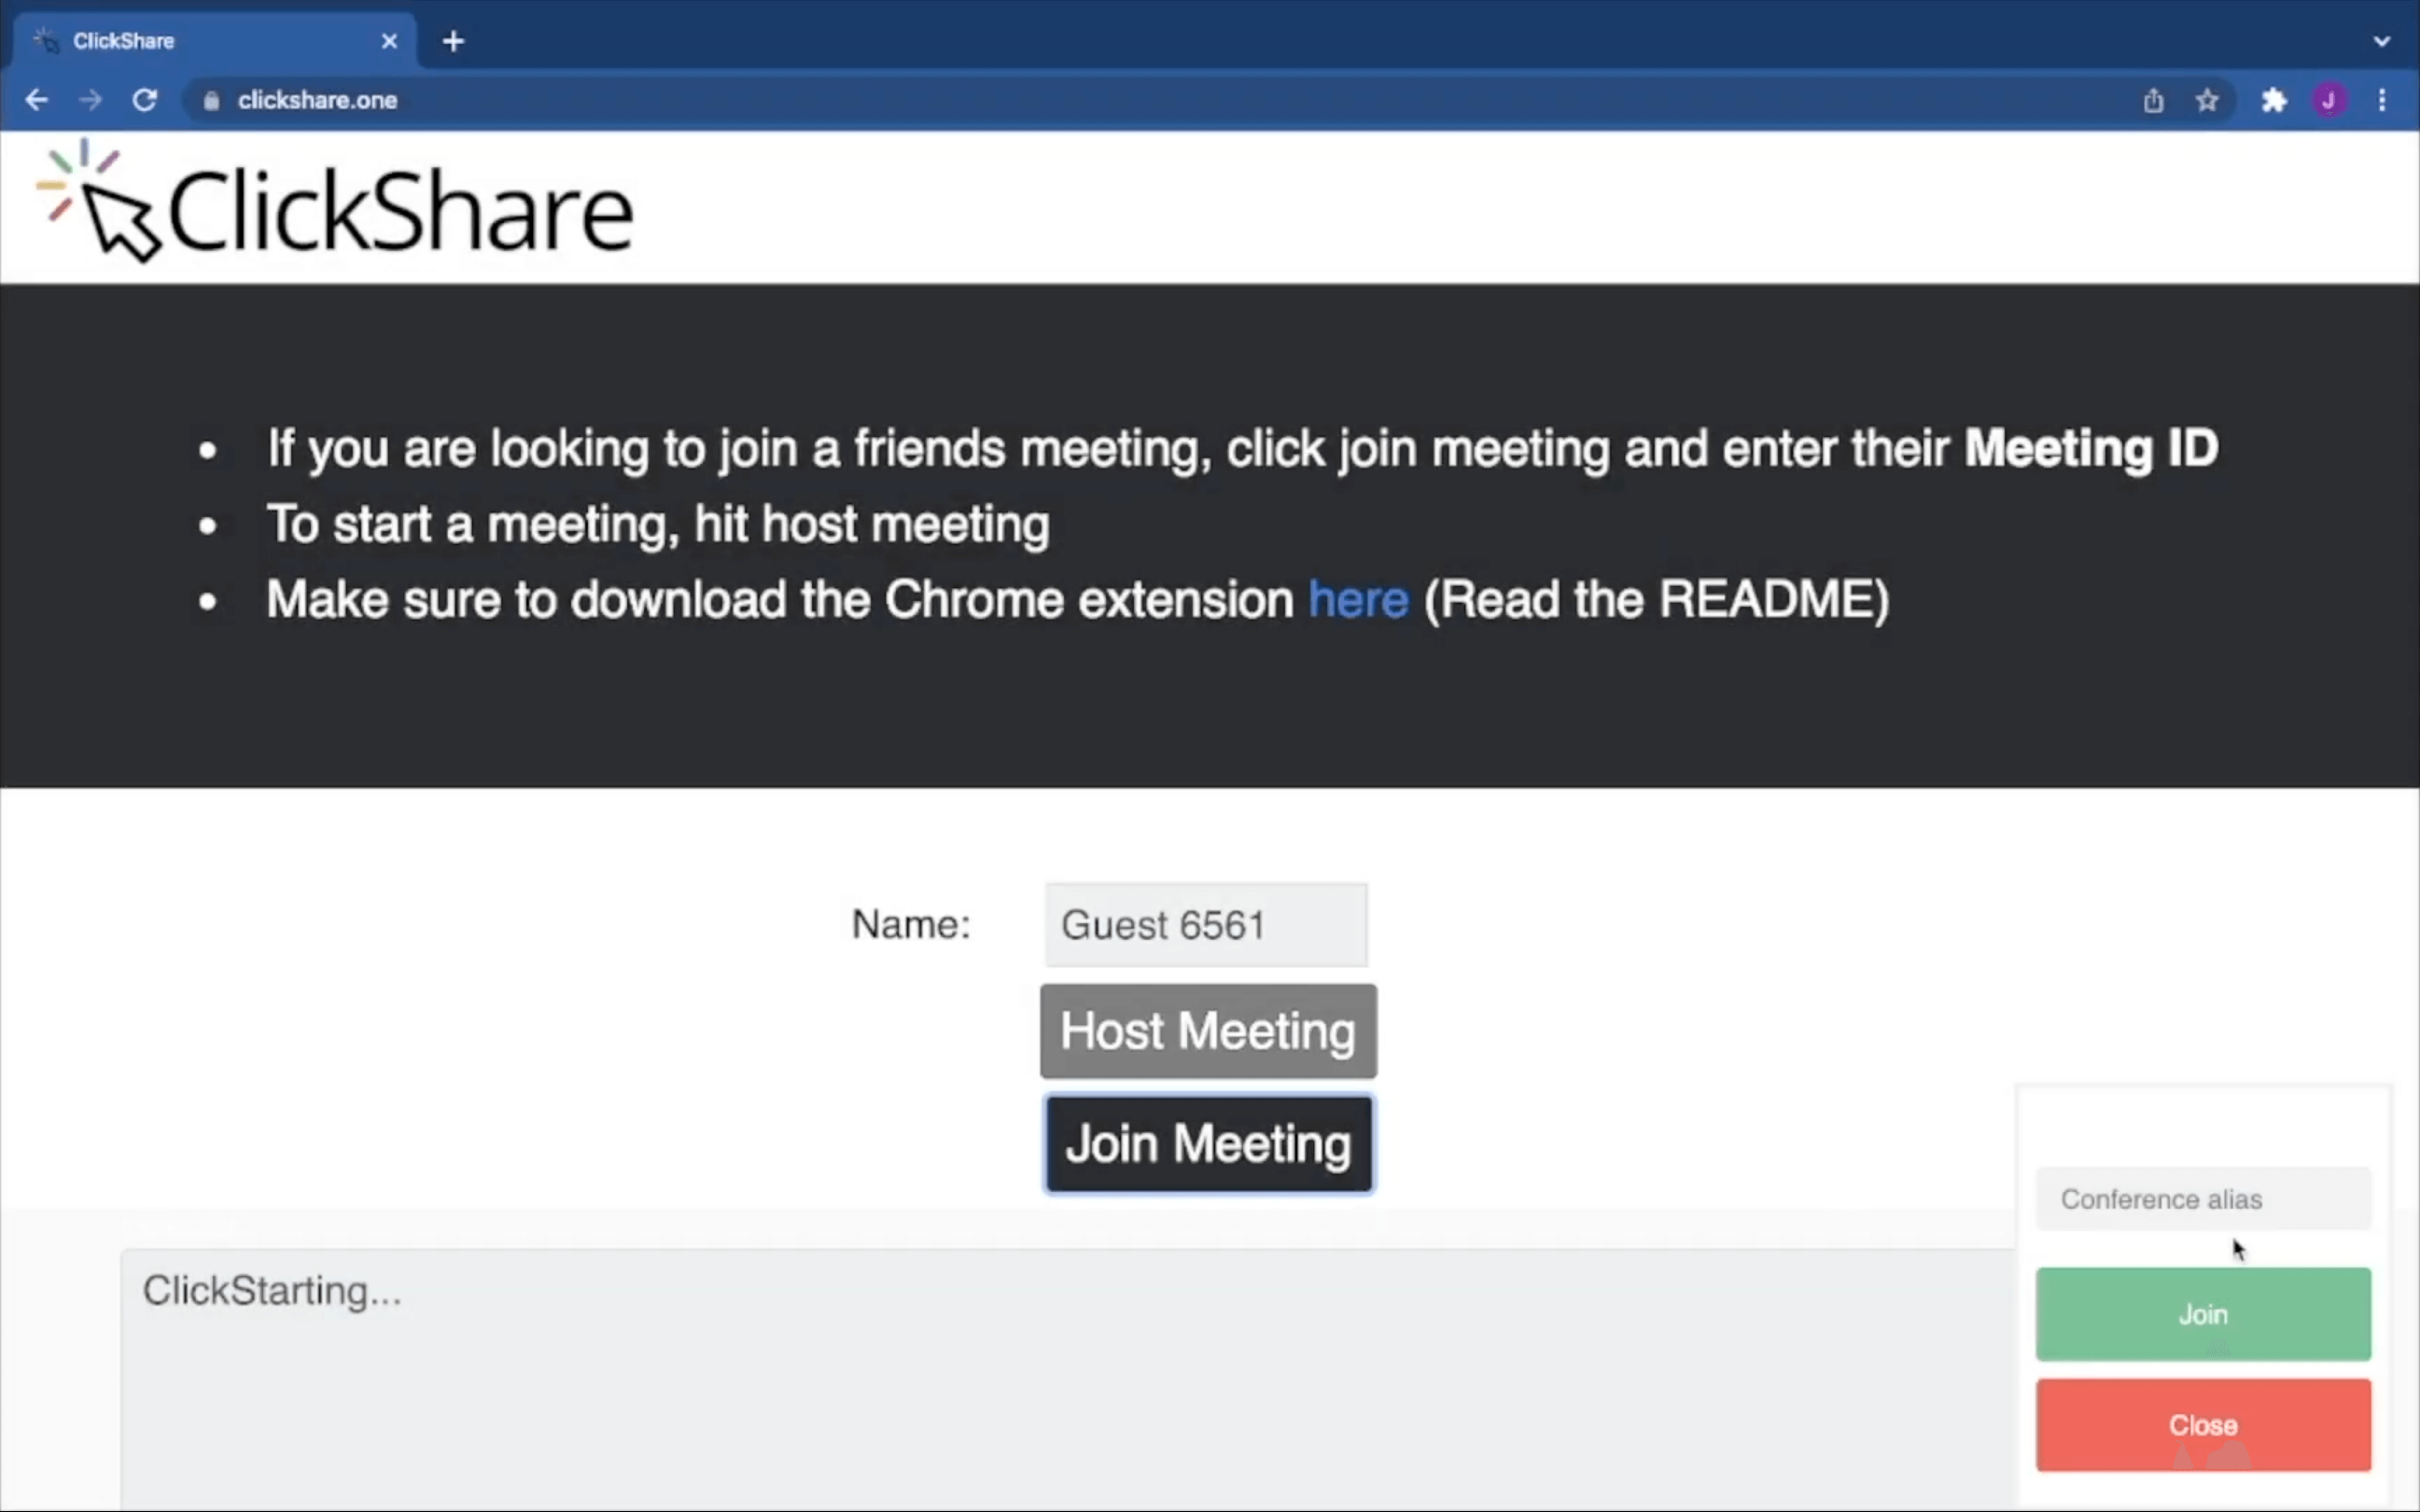 ClickShare
clickshare.one
J
ClickShare
If you are looking to join a friends meeting, click join meeting and enter their Meeting ID
To start a meeting, hit host meeting
Make sure to download the Chrome extension here (Read the README)
Name: Guest 6561
Host Meeting
Join Meeting
Conference alias
ClickStarting...
Join
Close